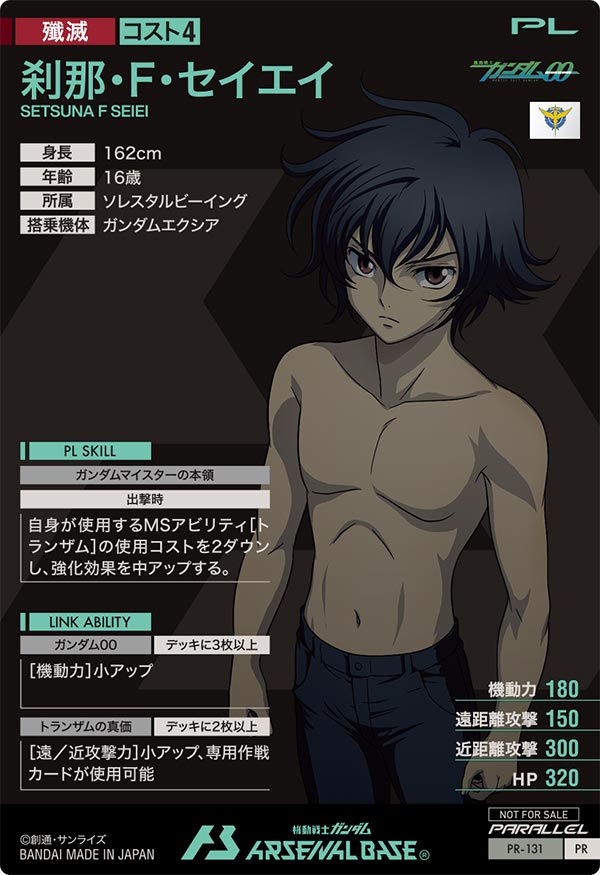 殲滅 コスト4
PL
刹那・F・セイエイ
SETSUNA F SEIEI
機動戦士
ガンダム00
身長 162cm
年齢 16歳
所属 ソレスタルビーイング
搭乗機体 ガンダムエクシア
PL SKILL
ガンダムマイスターの本領
出撃時
自身が使用するMSアビリティ[ト
ランザム]の使用コストを2ダウン
し、強化効果を中アップする。
LINK ABILITY
ガンダム00 デッキに3枚以上
[機動力]小アップ
トランザムの真価 デッキに2枚以上
[遠/近攻撃力]小アップ、専用作戦
カードが使用可能
機動力 180
遠距離攻撃 150
近距離攻撃 300
HP 320
©創通・サンライズ
BANDAI MADE IN JAPAN
機動戦士ガンダム
ARSENAL BASE®
NOT FOR SALE
PARALLEL
PR-131 PR